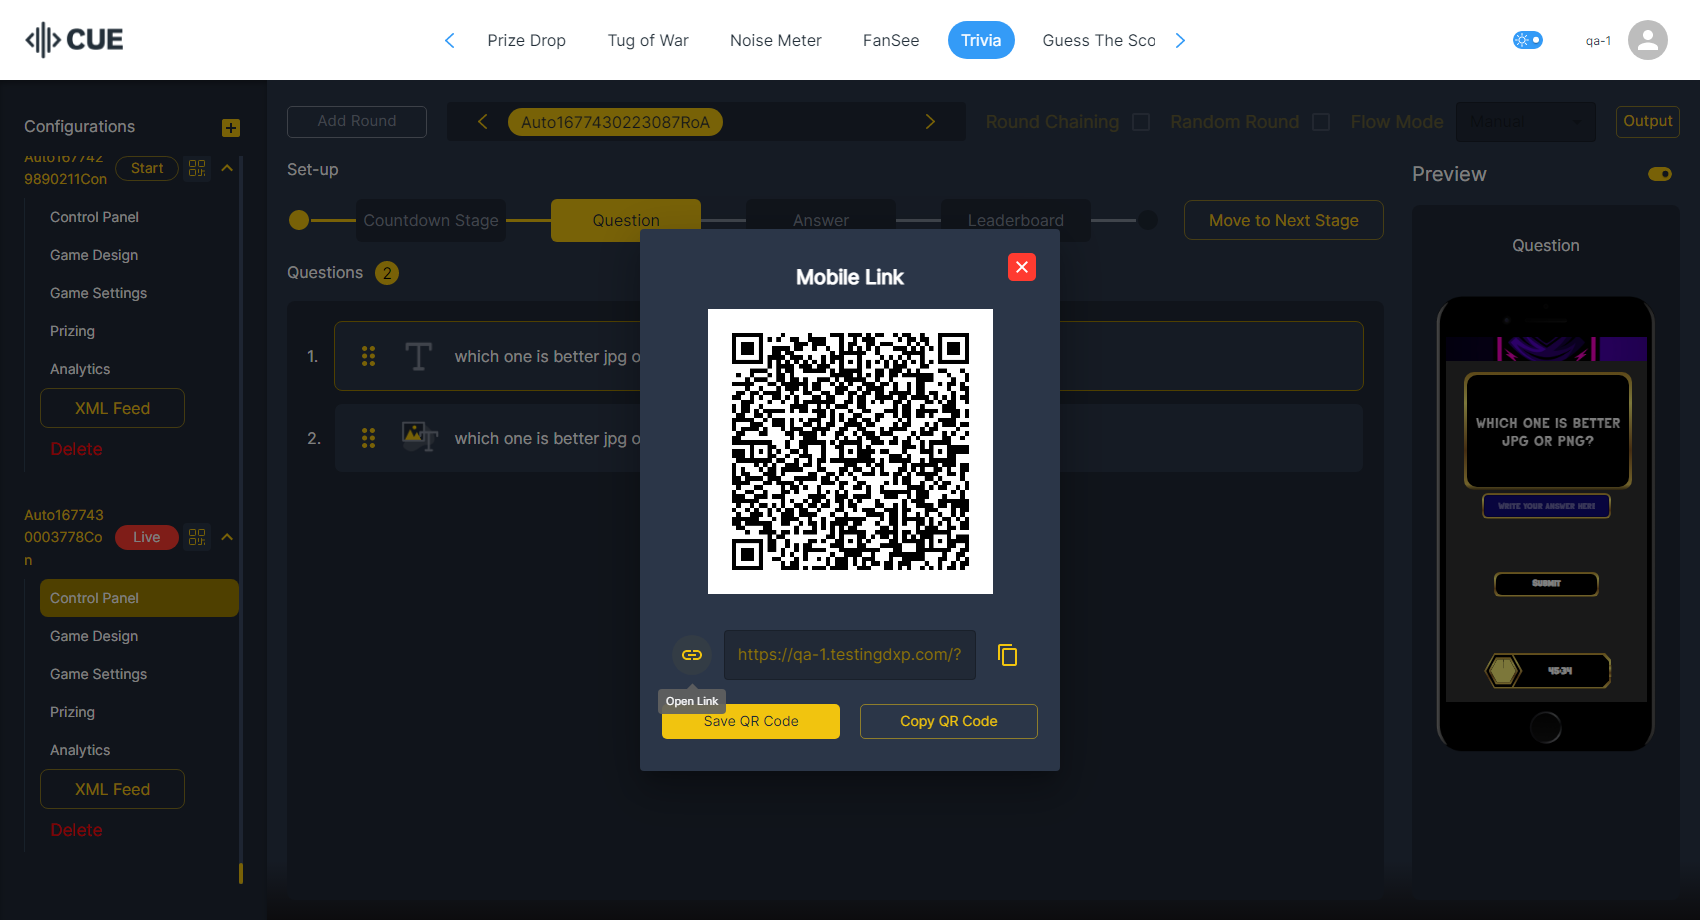 CUE
Prize Drop
Tug of War
Noise Meter
FanSee
Trivia
Guess The Sco
qa-1
Configurations
Add Round
Auto1677430223087RoA
Round Chaining
Random Round
Flow Mode
Manual
Output
Auto167742
9890211Con
Start
Set-up
Preview
Control Panel
Game Design
Game Settings
Prizing
Analytics
XML Feed
Delete
Countdown Stage
Question
Answer
Leaderboard
Move to Next Stage
Questions
2
1.
which one is better jpg o
2.
which one is better jpg o
Mobile Link
https://qa-1.testingdxp.com/?
Open Link
Save QR Code
Copy QR Code
Question
WHICH ONE IS BETTER
JPG OR PNG?
WRITE YOUR ANSWER HERE
SUBMIT
45:34
Auto167743
0003778Co
n
Live
Control Panel
Game Design
Game Settings
Prizing
Analytics
XML Feed
Delete